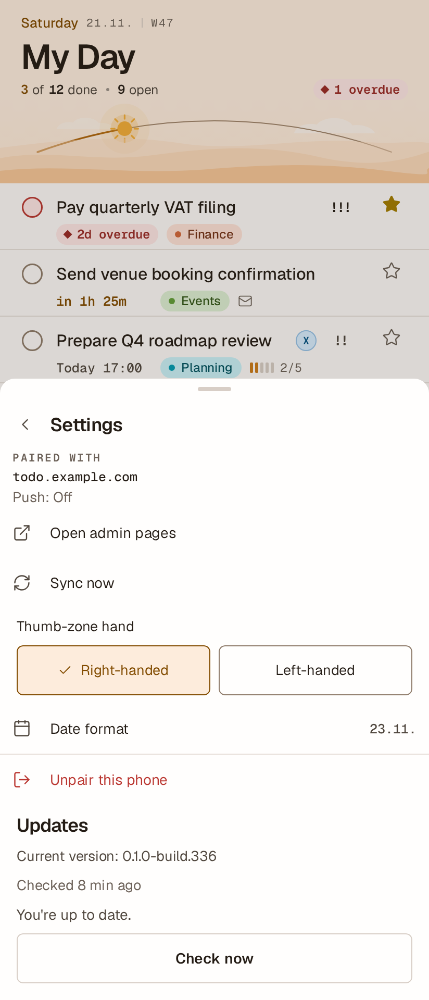 Saturday 21.11. | W47
My Day
3 of 12 done • 9 open
1 overdue
Pay quarterly VAT filing !!!
2d overdue Finance
Send venue booking confirmation
in 1h 25m Events
Prepare Q4 roadmap review X !!
Today 17:00 Planning 2/5
Settings
PAIRED WITH
todo.example.com
Push: Off
Open admin pages
Sync now
Thumb-zone hand
Right-handed Left-handed
Date format 23.11.
Unpair this phone
Updates
Current version: 0.1.0-build.336
Checked 8 min ago
You're up to date.
Check now